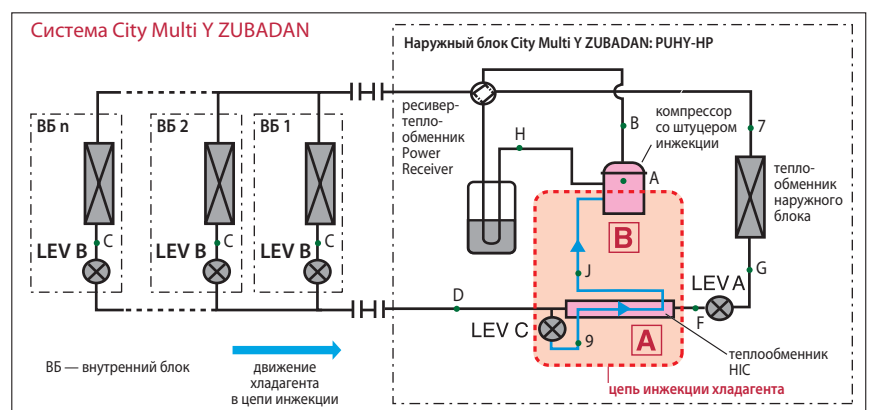 Система City Multi Y ZUBADAN
Наружный блок City Multi Y ZUBADAN: PUHY-HP
ВБ n
ВБ 2
ВБ 1
ресивер-
тепло-
обменник
Power
Receiver
H
B
компрессор
со штуцером
инжекции
A
7
тепло-
обменник
наружного
блока
C
C
C
LEV B
LEV B
LEV B
B
J
G
LEV A
D
F
LEV C
9
A
теплообменник
HIC
цепь инжекции хладагента
ВБ — внутренний блок
движение
хладагента
в цепи инжекции